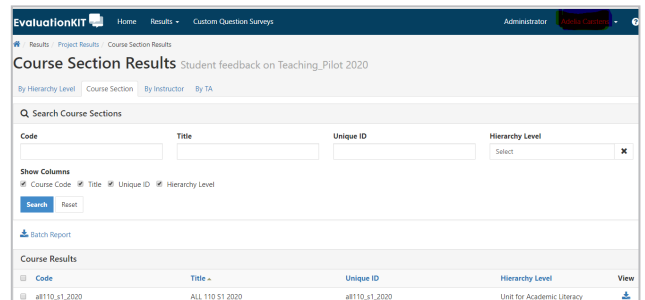 EvaluationKIT Home Results Custom Question Surveys Administrator
Results / Project Results / Course Section Results
Course Section Results Student feedback on Teaching_Pilot 2020
By Hierarchy Level Course Section By Instructor By TA
Search Course Sections
Code Title Unique ID Hierarchy Level
Select
Show Columns
Course Code Title Unique ID Hierarchy Level
Search Reset
Batch Report
Course Results
Code Title Unique ID Hierarchy Level View
all110_s1_2020 ALL 110 S1 2020 all110_s1_2020 Unit for Academic Literacy